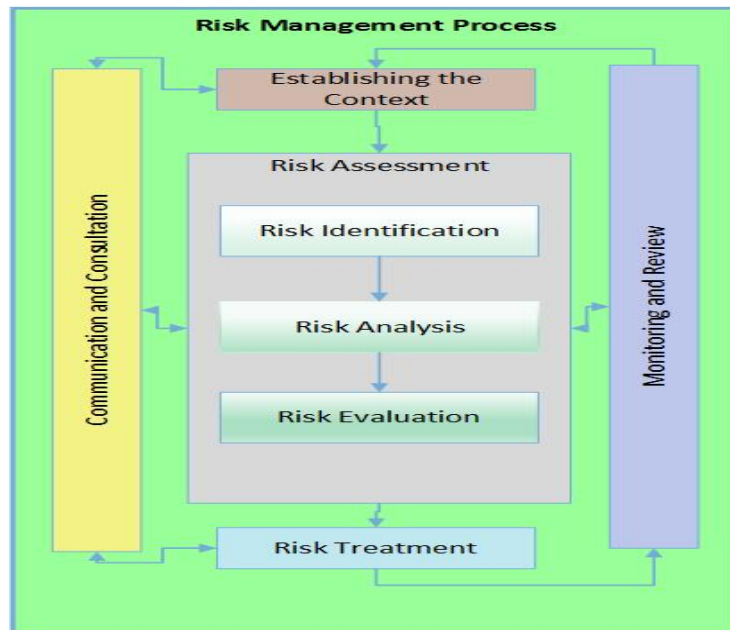 Risk Management Process
Establishing the
Context
Communication and Consultation
Risk Assessment
Risk Identification
Risk Analysis
Risk Evaluation
Monitoring and Review
Risk Treatment